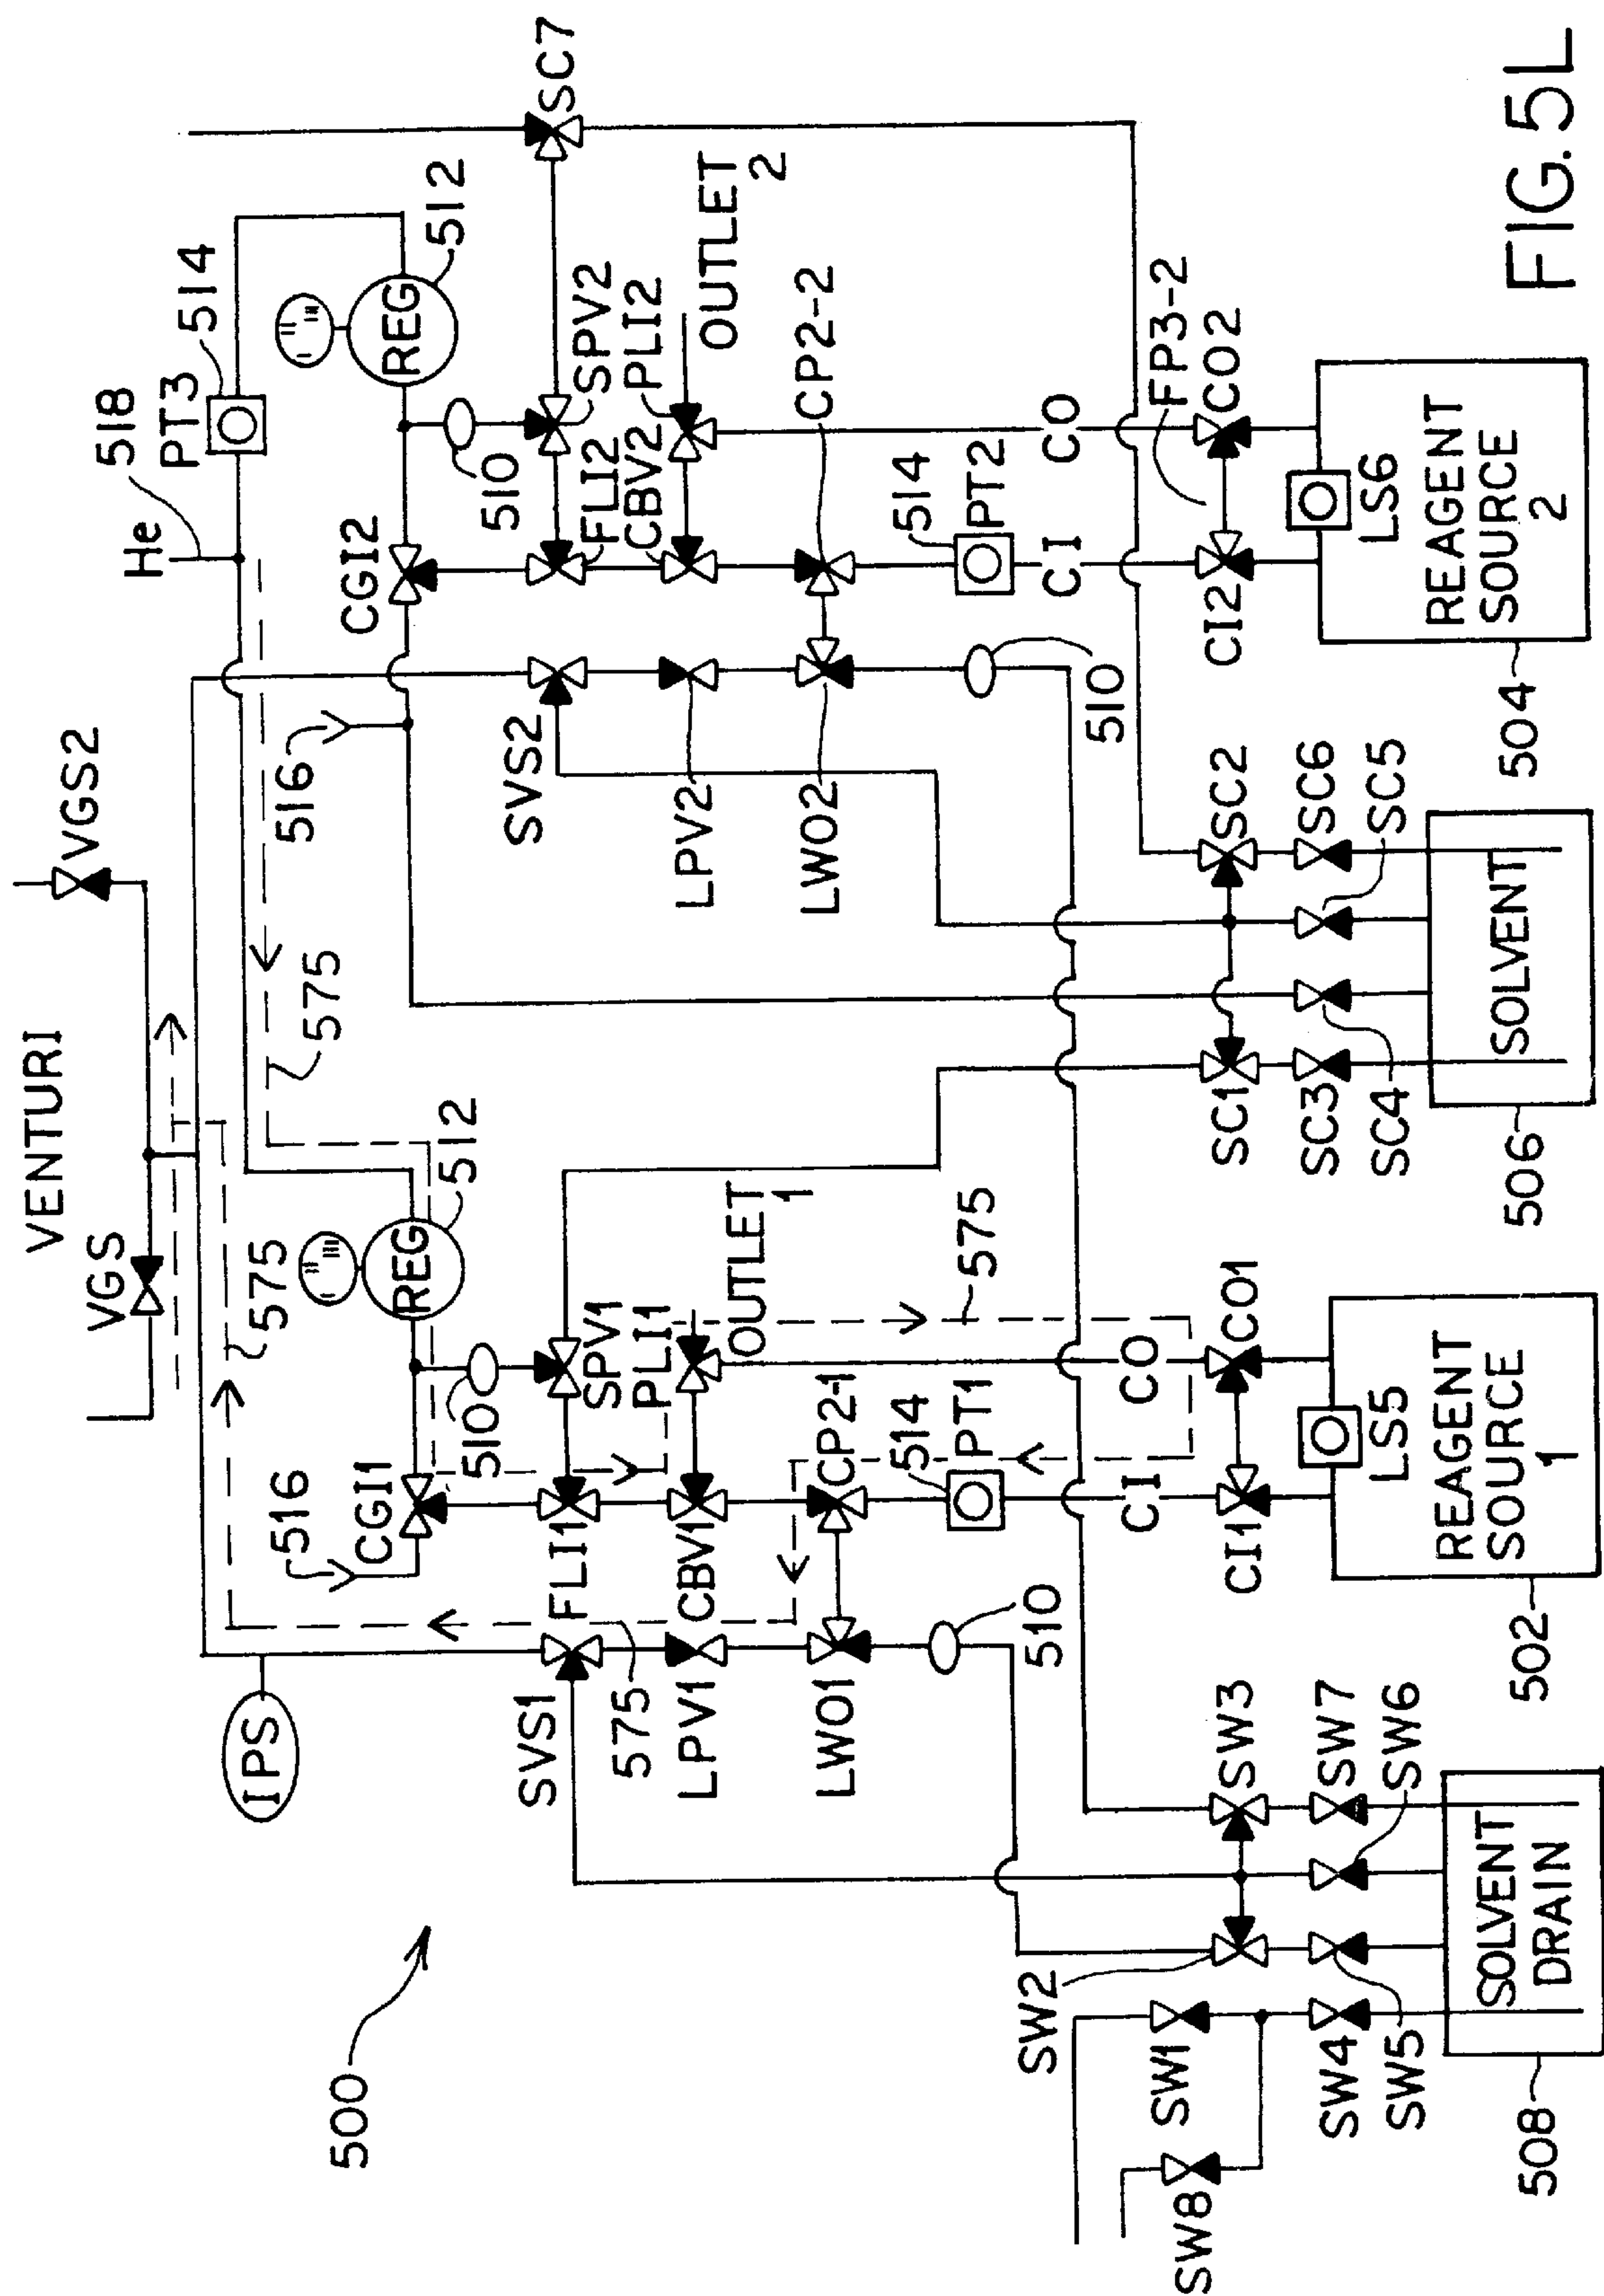 VENTURI
VGS
VGS2
He
518
PT3
514
512
REG
SC7
IPS
575
575
516
CGI1
REG
512
510
516
CGI2
510
SPV2
PLI2
OUTLET
2
FLI2
CBV2
CP2-2
SVS1
FLI1
SPV1
PLI1
OUTLET
1
575
LPV1
CBV1
CP2-1
LWO1
510
514
PT1
575
SVS2
LPV2
LWO2
510
514
PT2
CI
CO
CI
CO
FP3-2
CI2
CO2
500
SW2
SW3
SW1
SW8
SW4
SW5
SW7
SW6
CI1
CO1
SC1
SC2
SC3
SC4
SC6
SC5
LS5
LS6
SOLVENT
DRAIN
508
REAGENT
SOURCE
1
502
SOLVENT
506
REAGENT
SOURCE
2
504
FIG. 5L